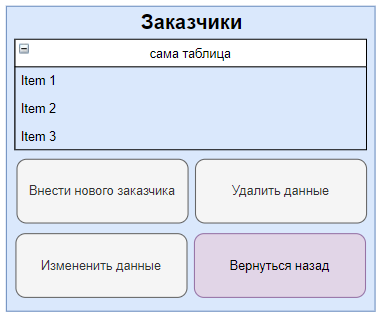 Заказчики
сама таблица
Item 1
Item 2
Item 3
Внести нового заказчика
Удалить данные
Измененить данные
Вернуться назад